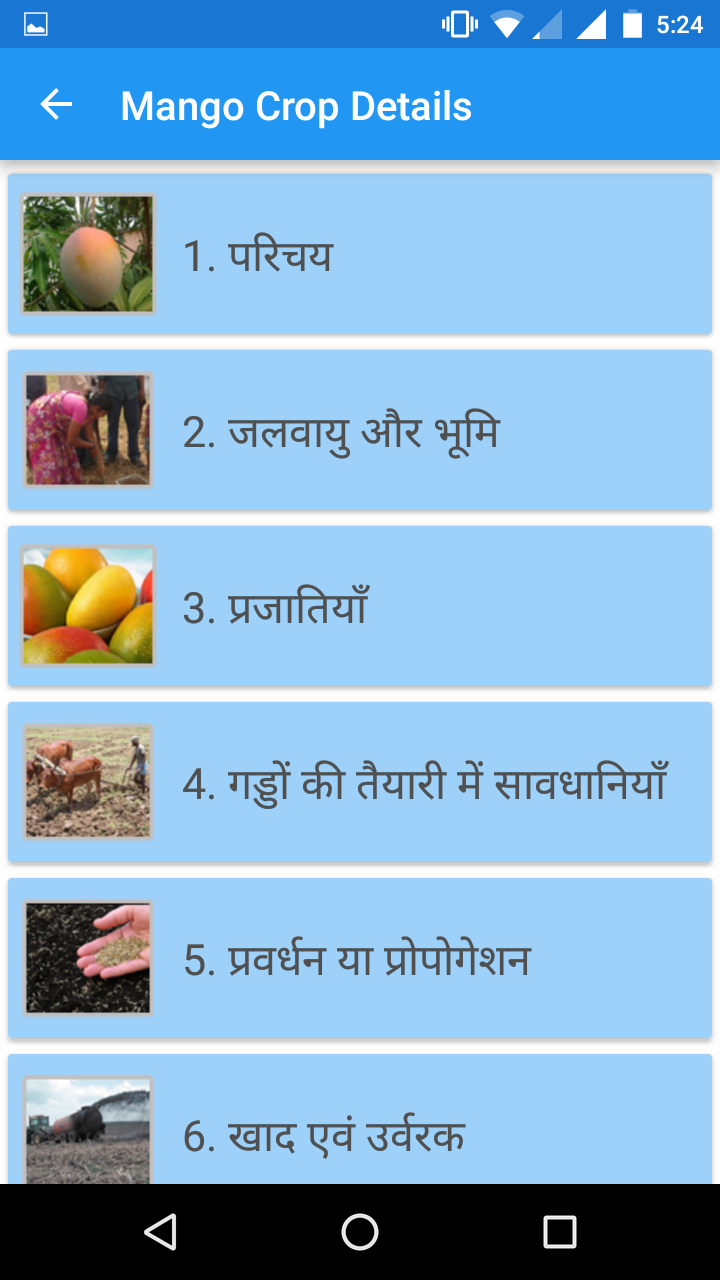 5:24
Mango Crop Details
1. परिचय
2. जलवायु और भूमि
3. प्रजातियाँ
4. गड्डों की तैयारी में सावधानियाँ
5. प्रवर्धन या प्रोपोगेशन
6. खाद एवं उर्वरक